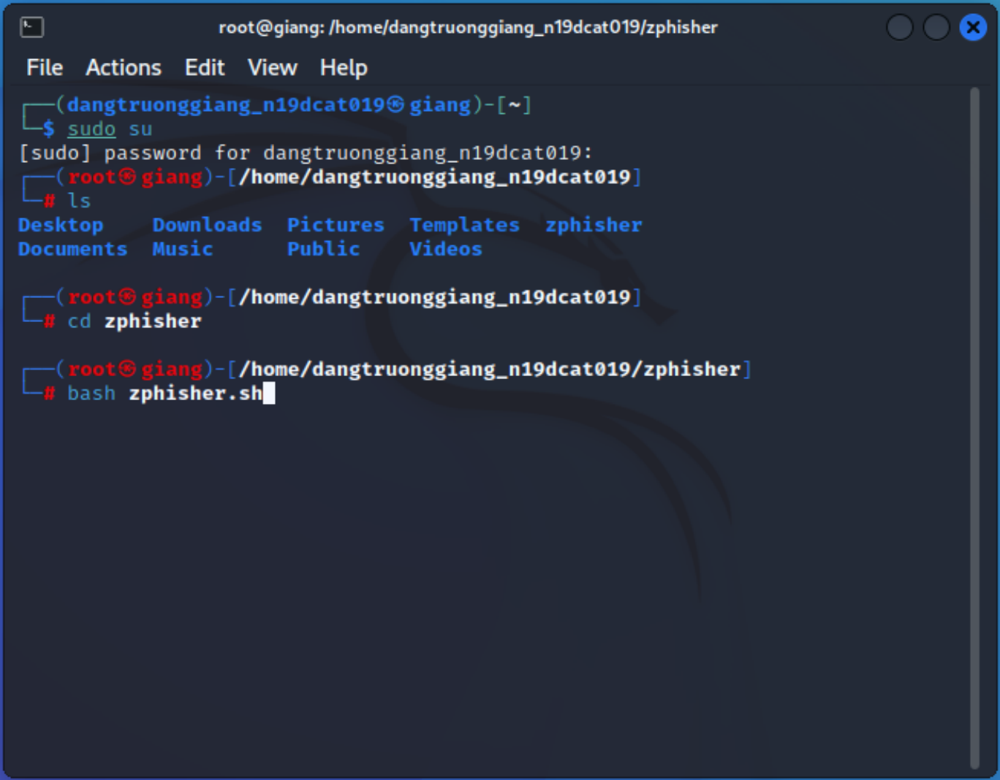 root@giang: /home/dangtruonggiang_n19dcat019/zphisher
File Actions Edit View Help
┌──(dangtruonggiang_n19dcat019㉿giang)-[~]
└─$ sudo su
[sudo] password for dangtruonggiang_n19dcat019:
┌──(root㉿giang)-[/home/dangtruonggiang_n19dcat019]
└─# ls
Desktop Downloads Pictures Templates zphisher
Documents Music Public Videos
┌──(root㉿giang)-[/home/dangtruonggiang_n19dcat019]
└─# cd zphisher
┌──(root㉿giang)-[/home/dangtruonggiang_n19dcat019/zphisher]
└─# bash zphisher.sh